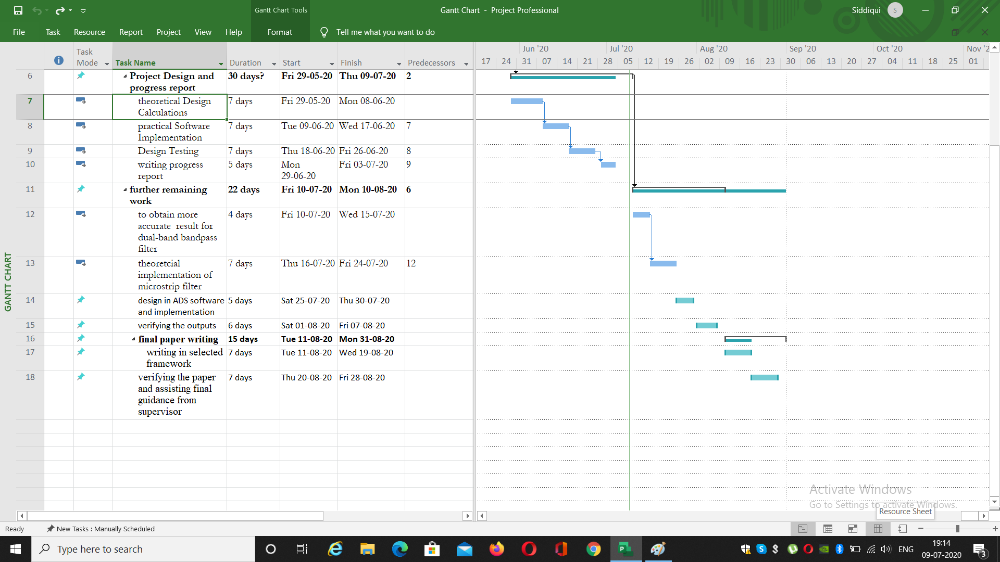 Gantt Chart Tools
Gantt Chart - Project Professional
Siddiqui
S
File
Task
Resource
Report
Project
View
Help
Format
Tell me what you want to do
Task Mode
Task Name
Duration
Start
Finish
Predecessors
Jun '20
Jul '20
Aug '20
Sep '20
Oct '20
Nov '2
17 24 31 07 14 21 28 05 12 19 26 02 09 16 23 30 06 13 20 27 04 11 18 25 01
6 Project Design and 30 days? Fri 29-05-20 Thu 09-07-20 2
progress report
7 theoretical Design 7 days Fri 29-05-20 Mon 08-06-20
Calculations
8 practical Software 7 days Tue 09-06-20 Wed 17-06-20 7
Implementation
9 Design Testing 7 days Thu 18-06-20 Fri 26-06-20 8
10 writing progress 5 days Mon Fri 03-07-20 9
report 29-06-20
11 further remaining 22 days Fri 10-07-20 Mon 10-08-20 6
work
12 to obtain more 4 days Fri 10-07-20 Wed 15-07-20
accurate result for
dual-band bandpass
filter
13 theoretcial 7 days Thu 16-07-20 Fri 24-07-20 12
implementation of
microstrip filter
14 design in ADS software 5 days Sat 25-07-20 Thu 30-07-20
and implementation
15 verifying the outputs 6 days Sat 01-08-20 Fri 07-08-20
16 final paper writing 15 days Tue 11-08-20 Mon 31-08-20
17 writing in selected 7 days Tue 11-08-20 Wed 19-08-20
framework
18 verifying the paper 7 days Thu 20-08-20 Fri 28-08-20
and assisting final
guidance from
supervisor
GANTT CHART
Activate Windows
Go to Settings to activate Windows.
Resource Sheet
Ready
New Tasks : Manually Scheduled
Type here to search
ENG
19:14
09-07-2020
3